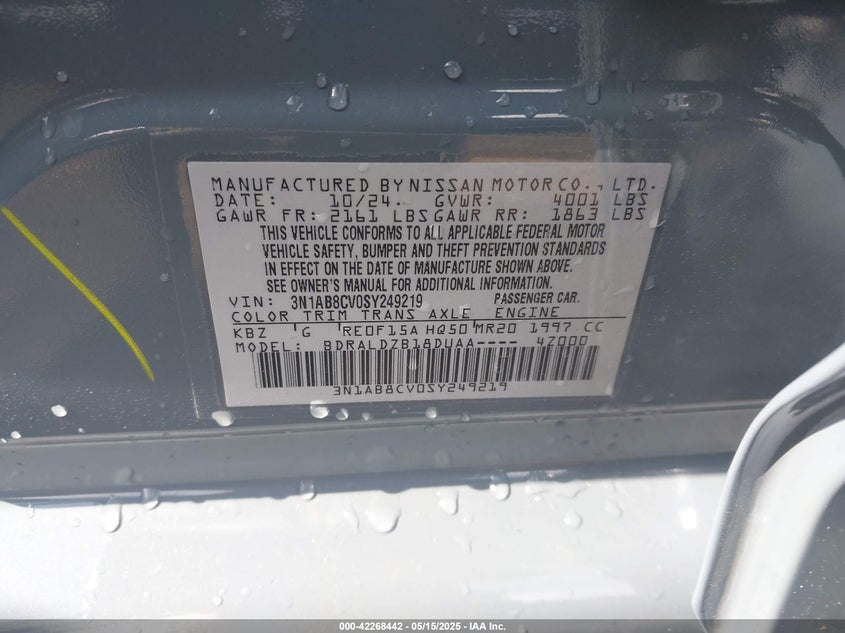 MANUFACTURED BY NISSAN MOTOR CO., LTD.
DATE: 10/24 GVWR: 4001 LBS
GAWR FR: 2161 LBS GAWR RR: 1863 LBS
THIS VEHICLE CONFORMS TO ALL APPLICABLE FEDERAL MOTOR
VEHICLE SAFETY, BUMPER AND THEFT PREVENTION STANDARDS
IN EFFECT ON THE DATE OF MANUFACTURE SHOWN ABOVE.
SEE OWNER'S MANUAL FOR ADDITIONAL INFORMATION.
VIN: 3N1AB8CV0SY249219 PASSENGER CAR.
COLOR TRIM TRANS AXLE ENGINE
KBZ G RE0F15A HQ50 MR20 1997 CC
MODEL: BDRALDZB18DUAA---- 4Z000
3N1AB8CV0SY249219
000-42268442 - 05/15/2025 - IAA Inc.